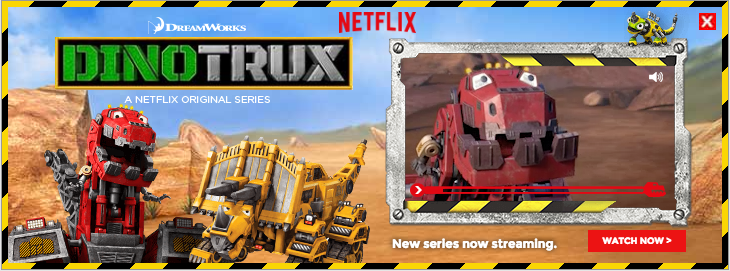 DREAMWORKS
NETFLIX
DINOTRUX
A NETFLIX ORIGINAL SERIES
New series now streaming.
WATCH NOW >